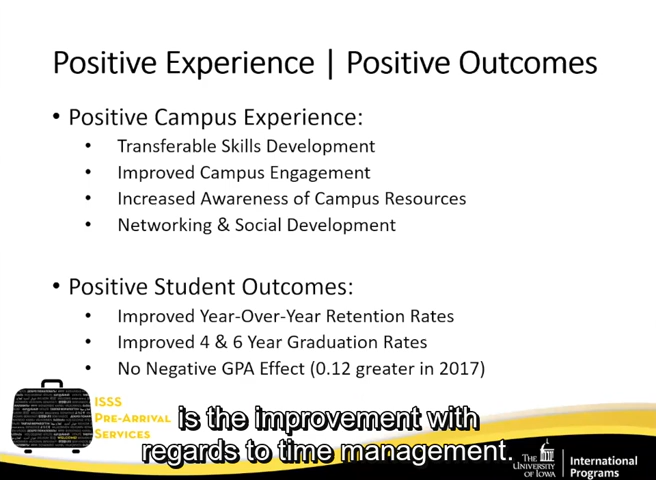 Positive Experience | Positive Outcomes
• Positive Campus Experience:
• Transferable Skills Development
• Improved Campus Engagement
• Increased Awareness of Campus Resources
• Networking & Social Development
• Positive Student Outcomes:
• Improved Year-Over-Year Retention Rates
• Improved 4 & 6 Year Graduation Rates
• No Negative GPA Effect (0.12 greater in 2017)
ISSS
Pre-Arrival
Services
is the improvement with
regards to time management.
The
University
of Iowa
International
Programs